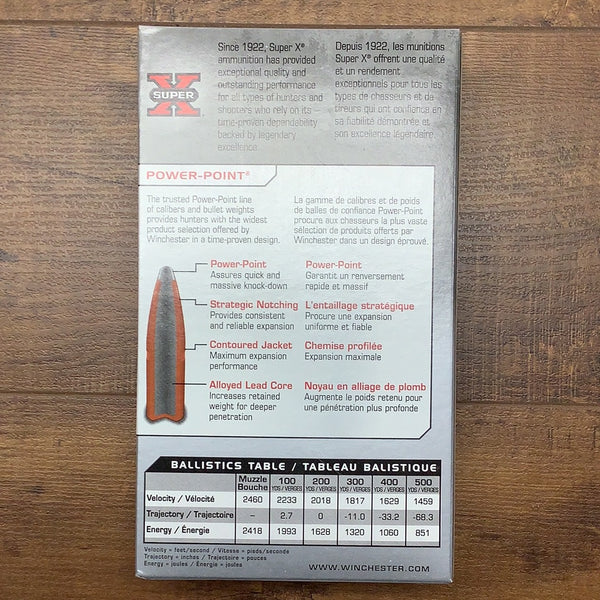 Since 1922, Super X®
ammunition has provided
exceptional quality and
outstanding performance
for all types of hunters and
shooters who rely on its –
time-proven dependability
backed by legendary
excellence.
Depuis 1922, les munitions
Super X® offrent une qualité
et un rendement
exceptionnels pour tous les
types de chasseurs et de
tireurs qui ont confiance en
sa fiabilité démontrée et
son excellence légendaire.
X
SUPER
POWER-POINT®
The trusted Power-Point line
of calibers and bullet weights
provides hunters with the widest
product selection offered by
Winchester in a time-proven design.
La gamme de calibres et de poids
de balles de confiance Power-Point
procure aux chasseurs la plus vaste
sélection de produits offerts par
Winchester dans un design éprouvé.
Power-Point
Assures quick and
massive knock-down
Power-Point
Garantit un renversement
rapide et massif
Strategic Notching
Provides consistent
and reliable expansion
L'entaillage stratégique
Procure une expansion
uniforme et fiable
Contoured Jacket
Maximum expansion
performance
Chemise profilée
Expansion maximale
Alloyed Lead Core
Increases retained
weight for deeper
penetration
Noyau en alliage de plomb
Augmente le poids retenu pour
une pénétration plus profonde
BALLISTICS TABLE / TABLEAU BALISTIQUE
Muzzle Bouche 100 YDS/VERGES 200 YDS/VERGES 300 YDS/VERGES 400 YDS/VERGES 500 YDS/VERGES
Velocity / Vélocité 2460 2233 2018 1817 1629 1459
Trajectory / Trajectoire – 2.7 0 -11.0 -33.2 -68.3
Energy / Énergie 2418 1993 1628 1320 1060 851
Velocity = feet/second / Vitesse = pieds/seconde
Trajectory = inches / Trajectoire = pouces
Energy = joules / Énergie = joules
WWW.WINCHESTER.COM